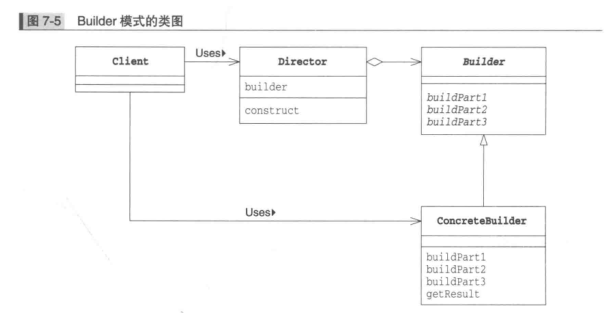 图 7-5 Builder 模式的类图
Client
Uses
Director
builder
construct
Builder
buildPart1
buildPart2
buildPart3
Uses
ConcreteBuilder
buildPart1
buildPart2
buildPart3
getResult